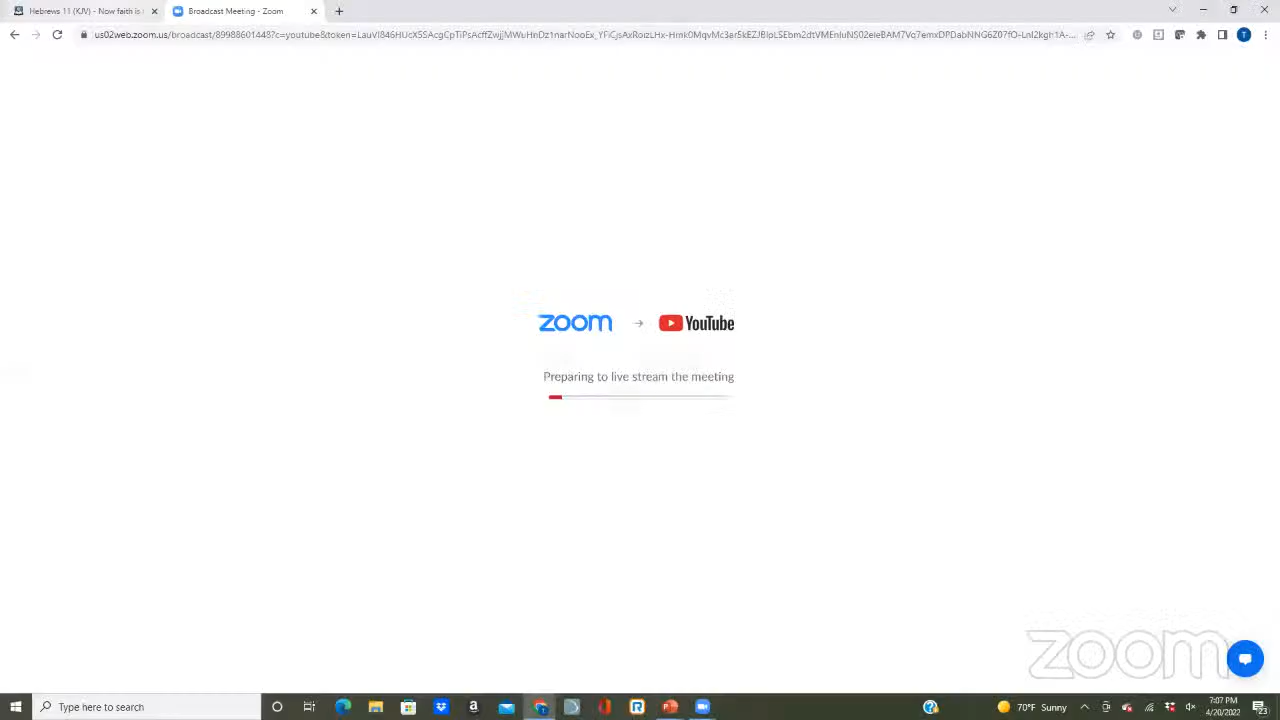 Hebrews 11 (KJV) - Now faith is
Broadcast Meeting - Zoom
zoom → YouTube
Preparing to live stream the meeting
zoom
Type here to search
70°F Sunny
7:07 PM
4/20/2022